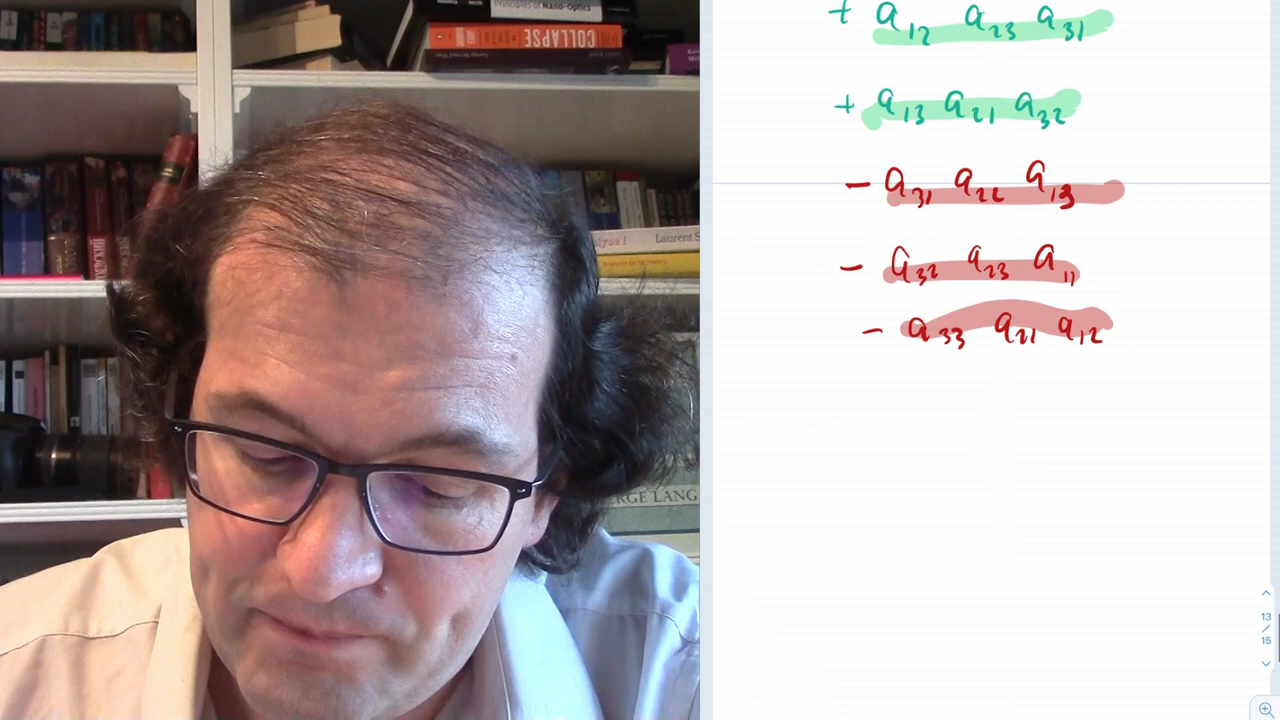 Principles of Nano-Optics
COLLAPSE
Laurent S
RGE LANG
+ a12 a23 a31
+ a13 a21 a32
- a31 a22 a13
- a32 a23 a11
- a33 a21 a12
13
/
15